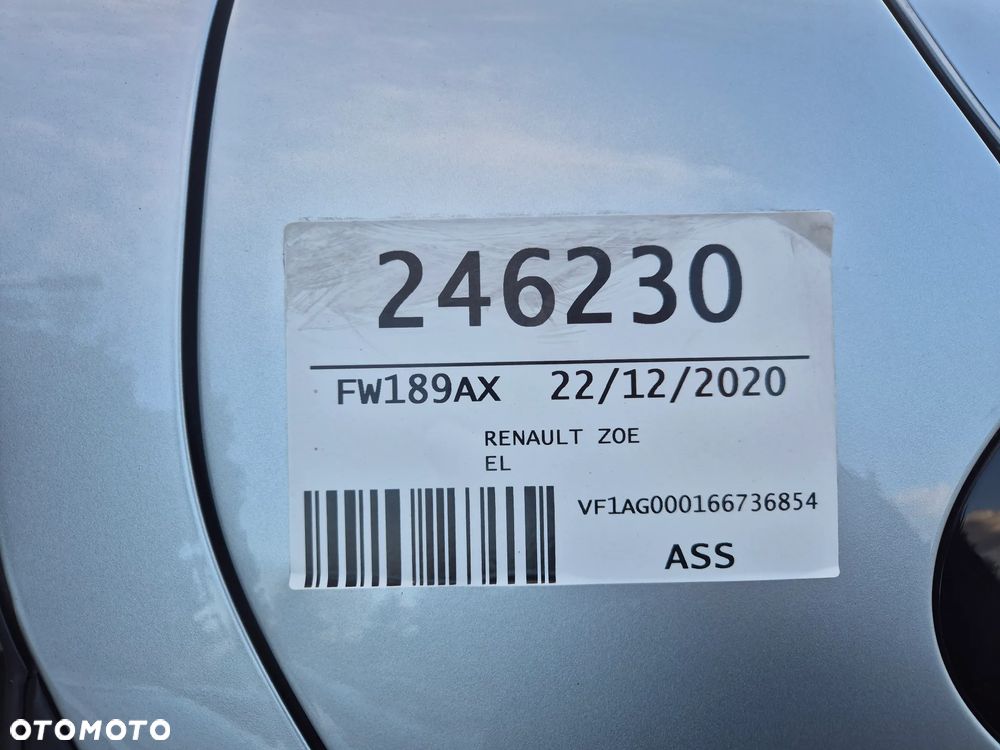 246230
FW189AX 22/12/2020
RENAULT ZOE
EL
VF1AG000166736854
ASS
OTOMOTO